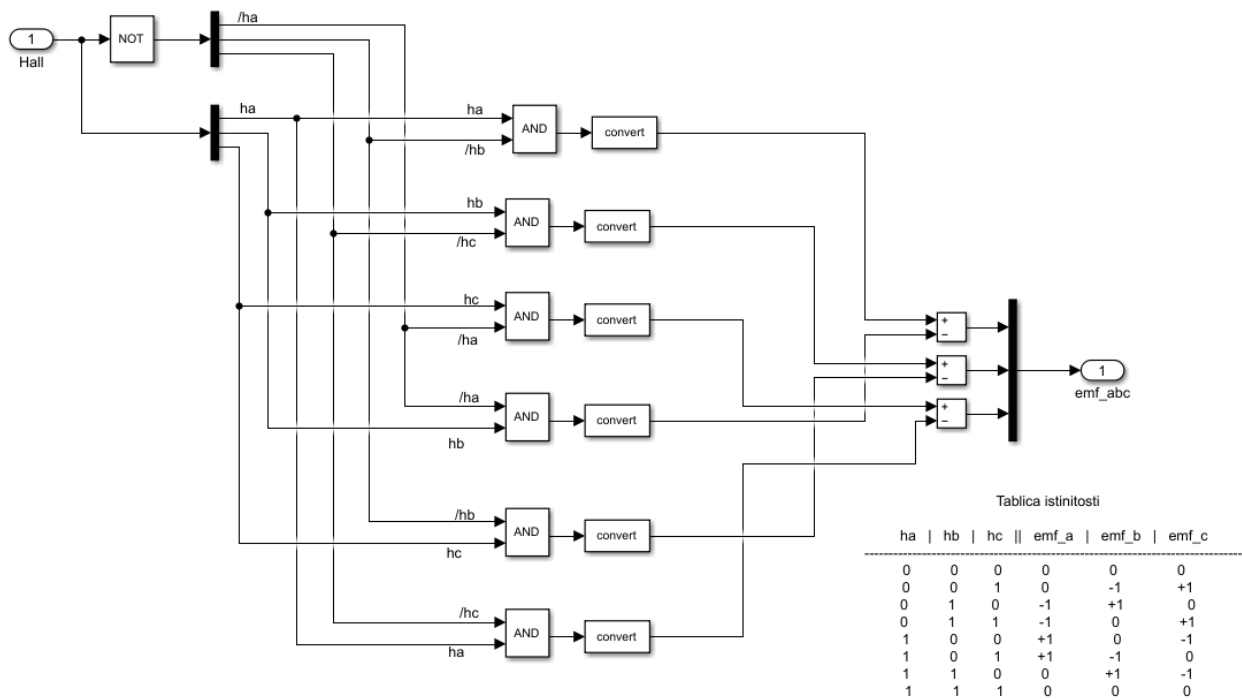 /ha
1
NOT
Hall
ha
ha
AND
convert
/hb
hb
AND
convert
/hc
hc
AND
convert
/ha
+
−
+
−
1
emf_abc
+
−
/ha
AND
convert
hb
Tablica istinitosti
/hb
AND
convert
hc
ha | hb | hc || emf_a | emf_b | emf_c
--------------------------------------------------------------------------------
0 0 0 0 0 0
0 0 1 0 -1 +1
0 1 0 -1 +1 0
0 1 1 -1 0 +1
1 0 0 +1 0 -1
1 0 1 +1 -1 0
1 1 0 0 +1 -1
1 1 1 0 0 0
/hc
AND
convert
ha